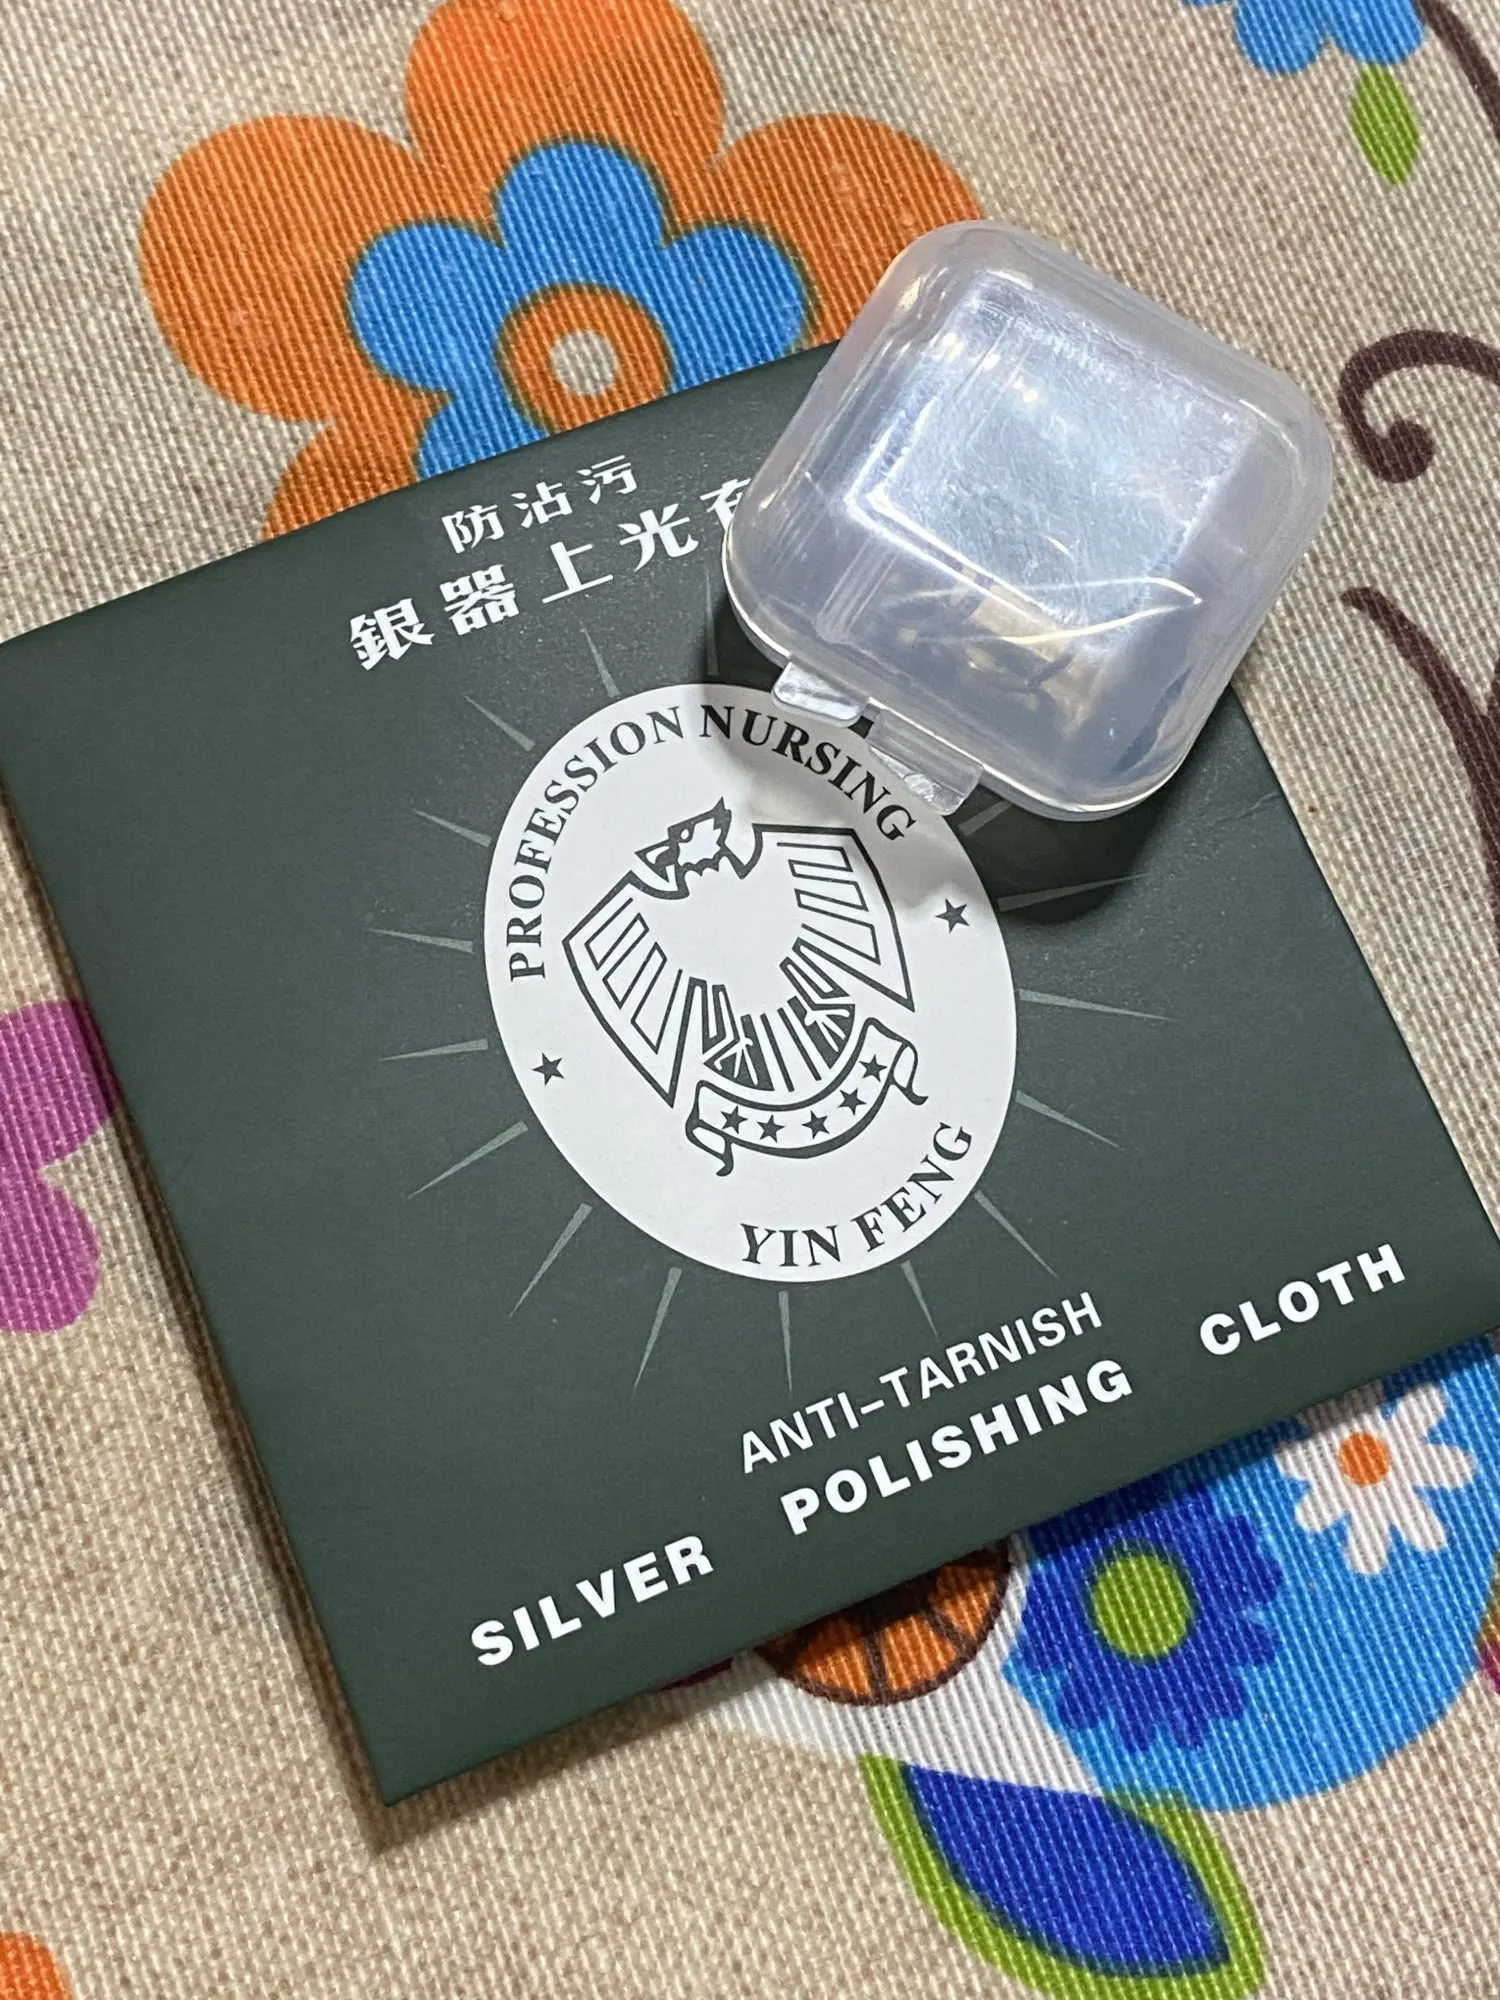 防沾污
銀器上光
PROFESSION NURSING
YIN FENG
ANTI-TARNISH
SILVER POLISHING CLOTH